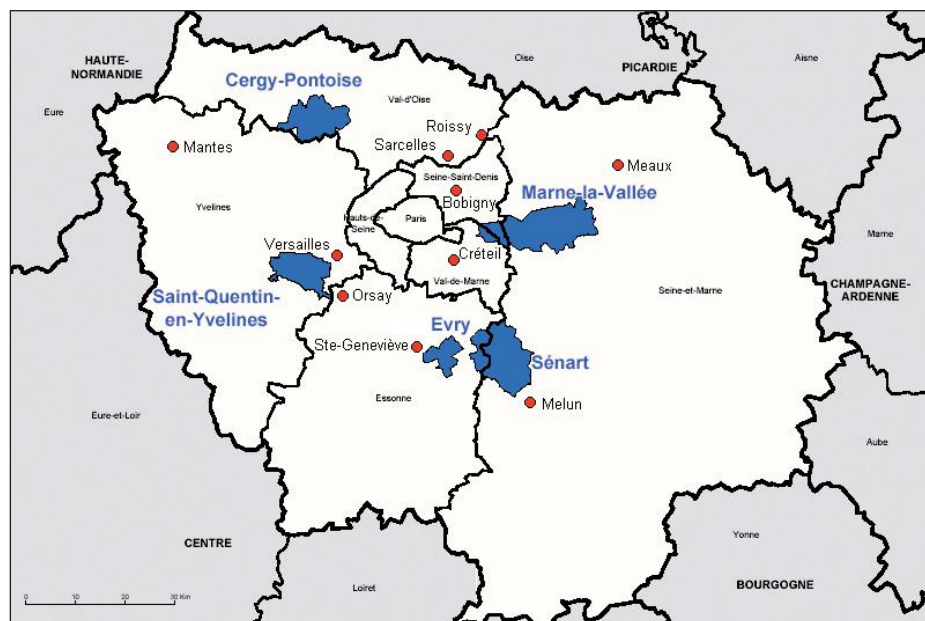 HAUTE-
NORMANDIE
Oise
PICARDIE
Aisne
Cergy-Pontoise
Eure
Val-d'Oise
Roissy
Mantes
Sarcelles
Meaux
Seine-Saint-Denis
Marne-la-Vallée
Bobigny
Yvelines
Hauts-de-
Seine
Paris
Marne
Versailles
Créteil
Val-de-Marne
CHAMPAGNE-
ARDENNE
Seine-et-Marne
Saint-Quentin-
en-Yvelines
Orsay
Evry
Ste-Geneviève
Sénart
Essonne
Melun
Eure-et-Loir
Aube
CENTRE
Yonne
Loiret
BOURGOGNE
0 10 20 30 Km